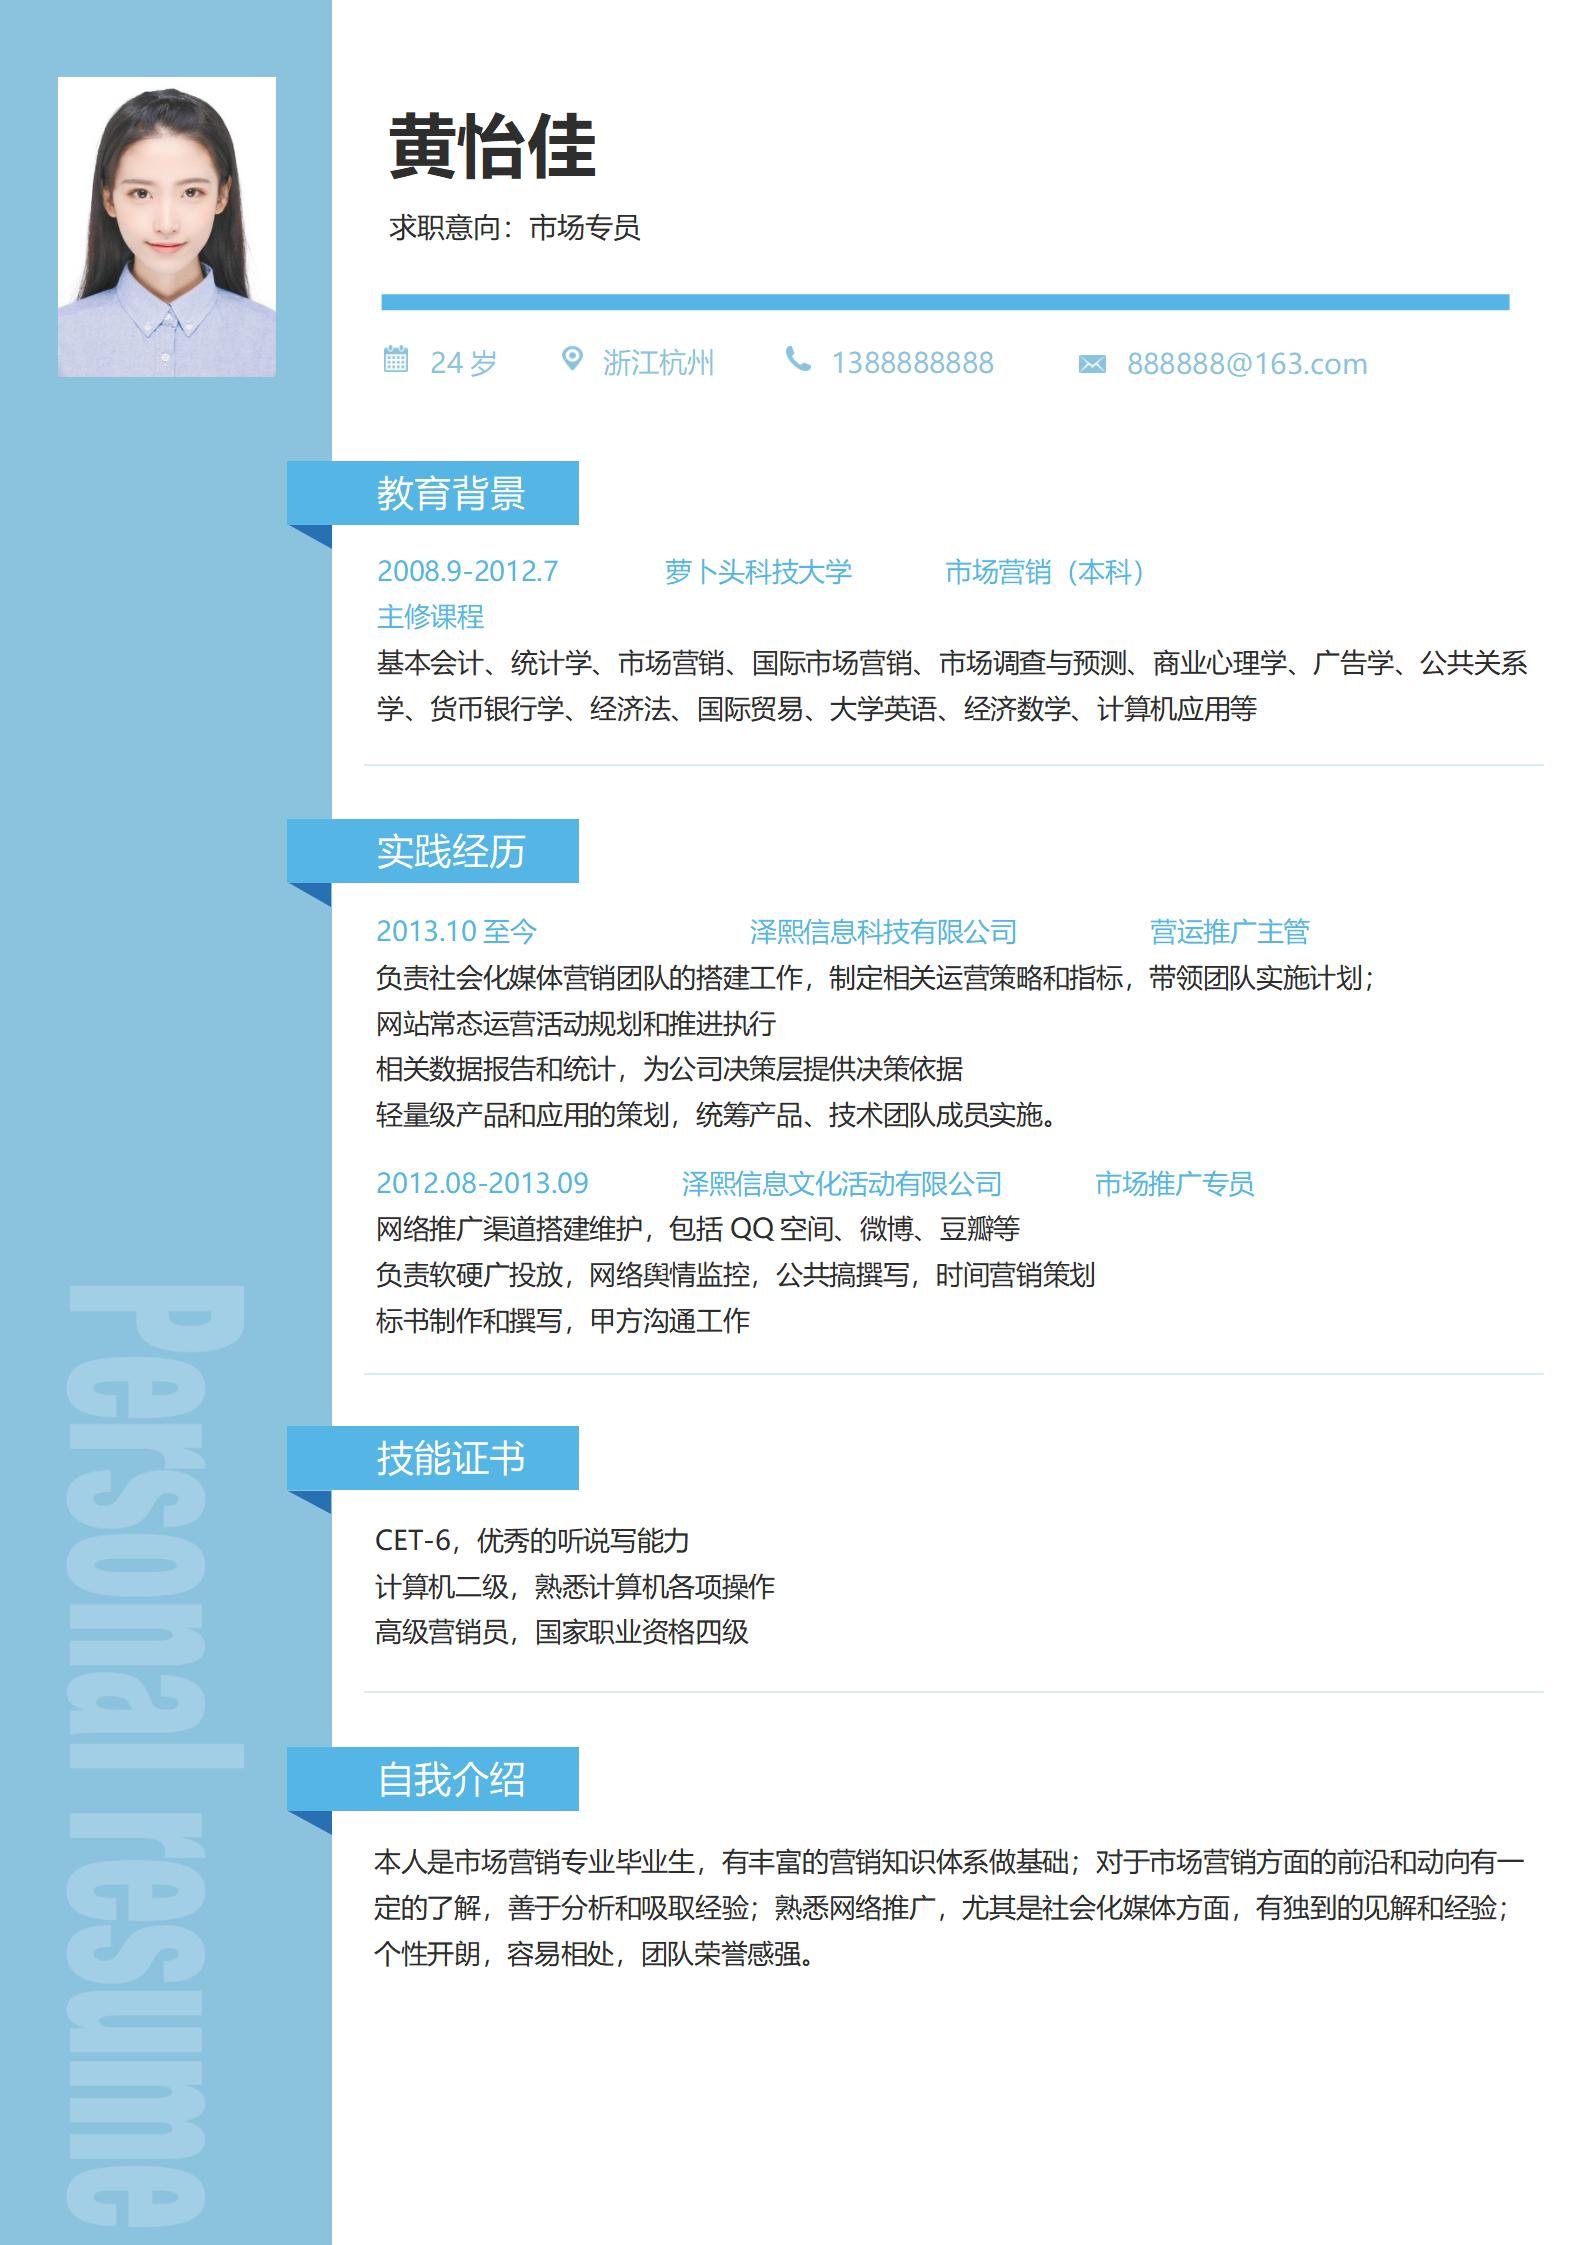 黄怡佳
求职意向：市场专员
24 岁 浙江杭州 1388888888 888888@163.com
教育背景
2008.9-2012.7 萝卜头科技大学 市场营销（本科）
主修课程
基本会计、统计学、市场营销、国际市场营销、市场调查与预测、商业心理学、广告学、公共关系
学、货币银行学、经济法、国际贸易、大学英语、经济数学、计算机应用等
实践经历
2013.10 至今 泽熙信息科技有限公司 营运推广主管
负责社会化媒体营销团队的搭建工作，制定相关运营策略和指标，带领团队实施计划；
网站常态运营活动规划和推进执行
相关数据报告和统计，为公司决策层提供决策依据
轻量级产品和应用的策划，统筹产品、技术团队成员实施。
2012.08-2013.09 泽熙信息文化活动有限公司 市场推广专员
网络推广渠道搭建维护，包括 QQ 空间、微博、豆瓣等
负责软硬广投放，网络舆情监控，公共搞撰写，时间营销策划
标书制作和撰写，甲方沟通工作
技能证书
CET-6，优秀的听说写能力
计算机二级，熟悉计算机各项操作
高级营销员，国家职业资格四级
自我介绍
本人是市场营销专业毕业生，有丰富的营销知识体系做基础；对于市场营销方面的前沿和动向有一
定的了解，善于分析和吸取经验；熟悉网络推广，尤其是社会化媒体方面，有独到的见解和经验；
个性开朗，容易相处，团队荣誉感强。
Personal resume